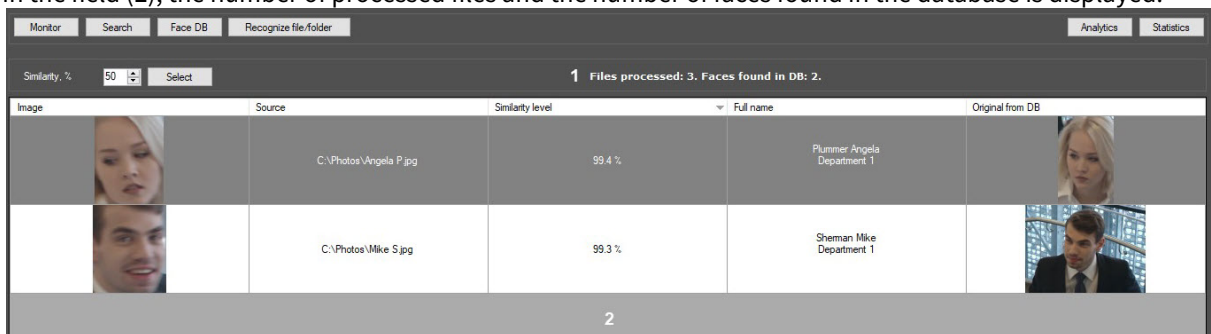 in the field (1), the number of processed files and the number of faces found in the database is displayed.
Monitor Search Face DB Recognize file/folder Analytics Statistics
Similarity, % 50 Select 1 Files processed: 3. Faces found in DB: 2.
Image Source Similarity level Full name Original from DB
C:\Photos\Angela P.jpg 99.4 % Plummer Angela
Department 1
C:\Photos\Mike S.jpg 99.3 % Sherman Mike
Department 1
2